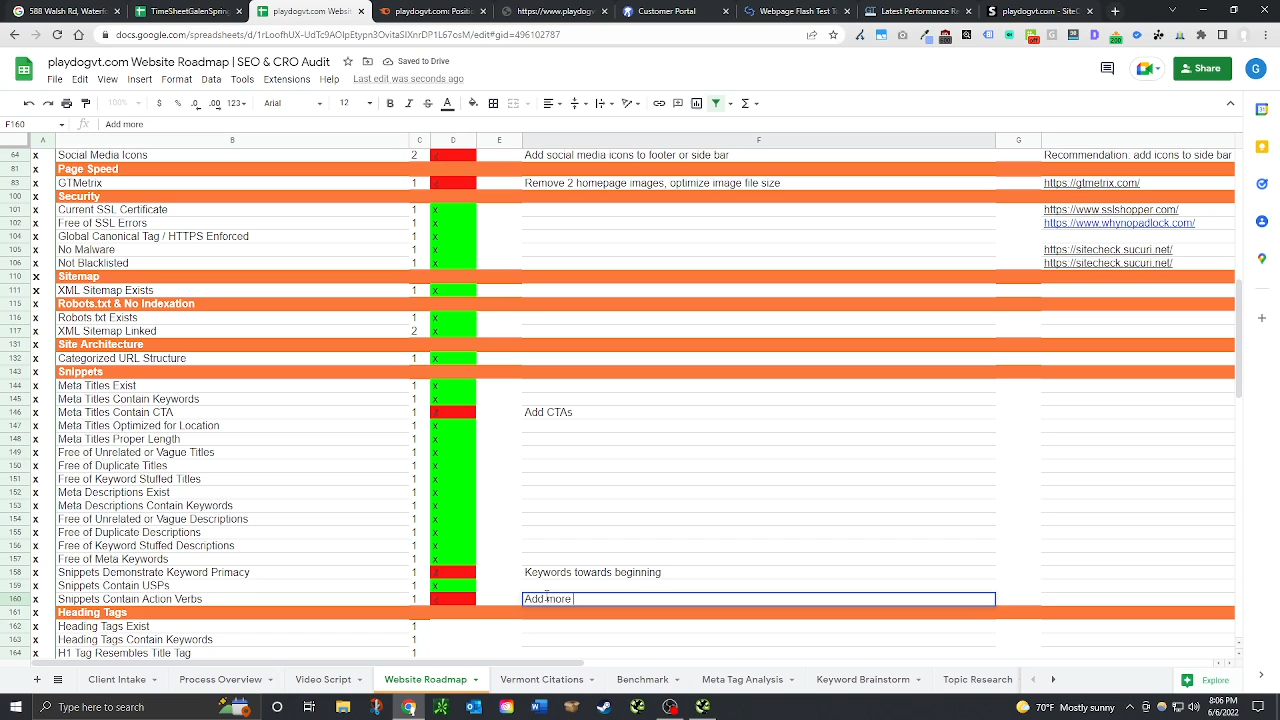 588 Walsh Rd, W
TimeSheetGalenSpring
playdogvt.com Websit
playdogvt.com Positio
https://www.playdogv
Customer Portal
Webpage Flash Test T
Latest Performance Re
playdogvt.com - SiteC
docs.google.com/spreadsheets/d/
/edit#gid=496102787
playdogvt.com Website Roadmap | SEO & CRO Audit
Saved to Drive
File Edit View Insert Format Data Tools Extensions Help Last edit was seconds ago
Share
G
100% $ % .0 .00 123 Arial 12 B I S A
F160 fx Add more
A B C D E F G
64 x Social Media Icons 2 Add social media icons to footer or side bar Recommendation: add icons to side bar
81 x Page Speed
83 x GTMetrix 1 Remove 2 homepage images, optimize image file size https://gtmetrix.com/
100 x Security
101 x Current SSL Certificate 1 x https://www.sslshopper.com/
102 x Free of SSL Errors 1 x https://www.whynopadlock.com/
104 x Global Canonical Tag / HTTPS Enforced 1 x
105 x No Malware 1 x https://sitecheck.sucuri.net/
106 x Not Blacklisted 1 x https://sitecheck.sucuri.net/
110 x Sitemap
111 x XML Sitemap Exists 1 x
115 x Robots.txt & No Indexation
116 x Robots.txt Exists 1 x
117 x XML Sitemap Linked 2 x
131 x Site Architecture
132 x Categorized URL Structure 1 x
143 x Snippets
144 x Meta Titles Exist 1 x
145 x Meta Titles Contain Keywords 1 x
146 x Meta Titles Contain CTA 1 Add CTAs
147 x Meta Titles Optimized for Location 1 x
148 x Meta Titles Proper Length 1 x
149 x Free of Unrelated or Vague Titles 1 x
150 x Free of Duplicate Titles 1 x
151 x Free of Keyword Stuffed Titles 1 x
152 x Meta Descriptions Exist 1 x
153 x Meta Descriptions Contain Keywords 1 x
154 x Free of Unrelated or Vague Descriptions 1 x
155 x Free of Duplicate Descriptions 1 x
156 x Free of Keyword Stuffed Descriptions 1 x
157 x Free of Meta Keywords 1 x
158 x Snippets Demonstrate Keyword Primacy 1 Keywords towards beginning
159 x Snippets Contain USPs 1 x
160 x Snippets Contain Action Verbs 1 Add more
161 x Heading Tags
162 x Heading Tags Exist 1
163 x Heading Tags Contain Keywords 1
164 x H1 Tag Resembles Title Tag 1
Client Intake Process Overview Video Script Website Roadmap Vermont Citations Benchmark Meta Tag Analysis Keyword Brainstorm Topic Research Explore
Type here to search
70°F Mostly sunny
8:06 PM
6/6/2022